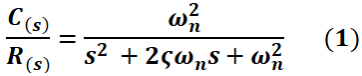 C₍ₛ₎/R₍ₛ₎ = ωₙ²/(s² + 2ςωₙs + ωₙ²) (1)